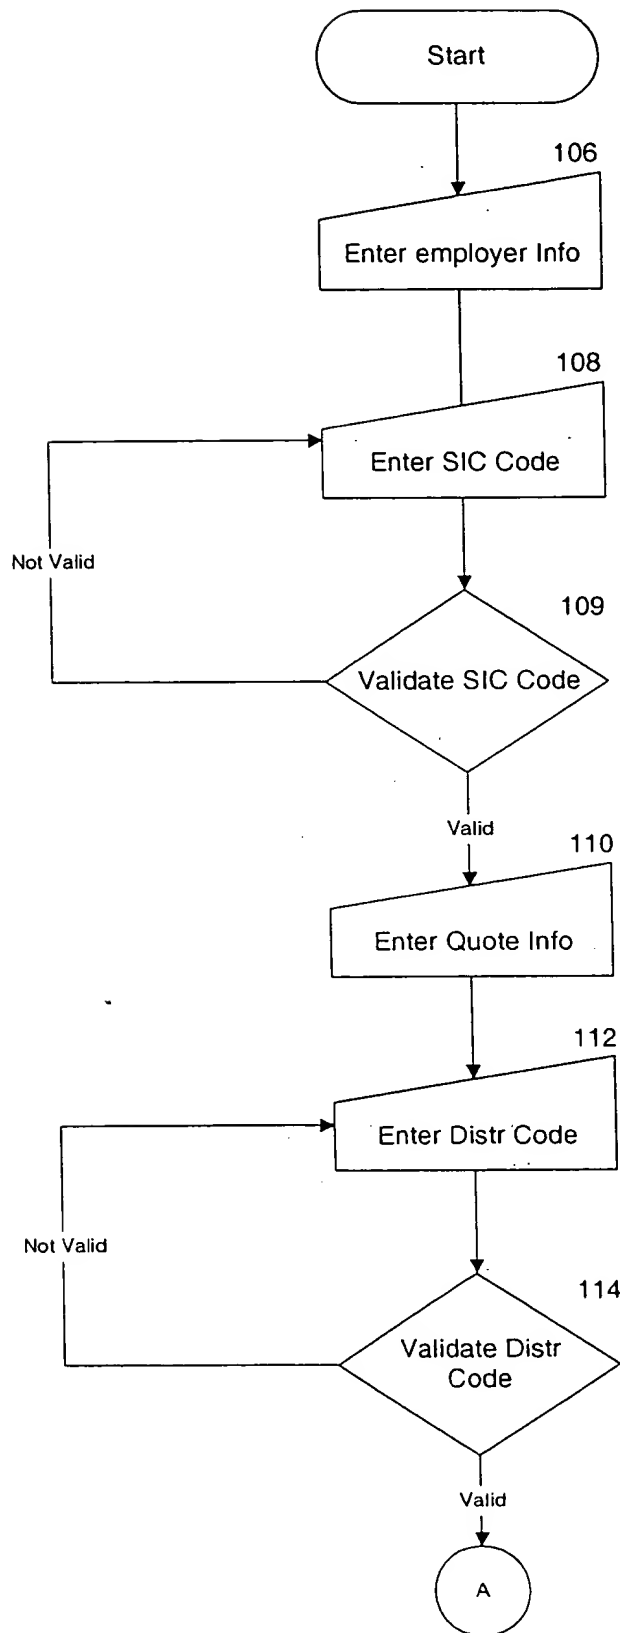 Start
106
Enter employer Info
108
Enter SIC Code
Not Valid
109
Validate SIC Code
Valid
110
Enter Quote Info
112
Enter Distr Code
Not Valid
114
Validate Distr
Code
Valid
A